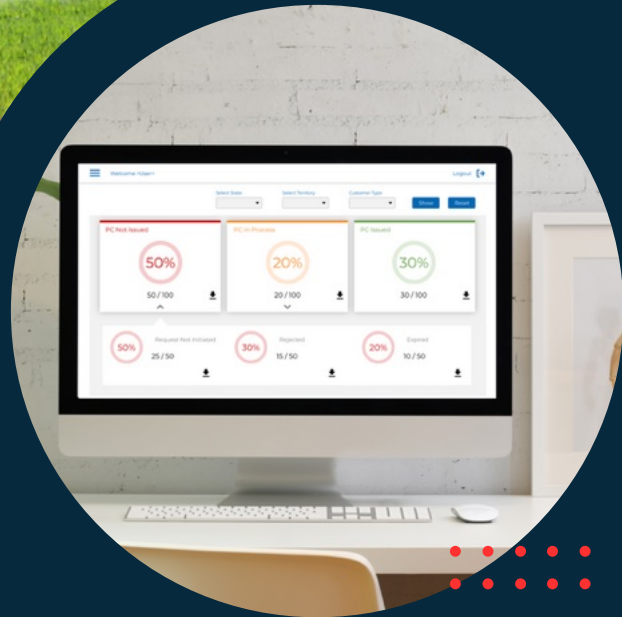 Welcome <User>
Logout
Select State
Select Territory
Customer Type
Show
Reset
PC Not Issued
PC In Process
PC Issued
50%
20%
30%
50 / 100
20 / 100
30 / 100
50%
Request Not Initiated
25 / 50
30%
Rejected
15 / 50
20%
Expired
10 / 50